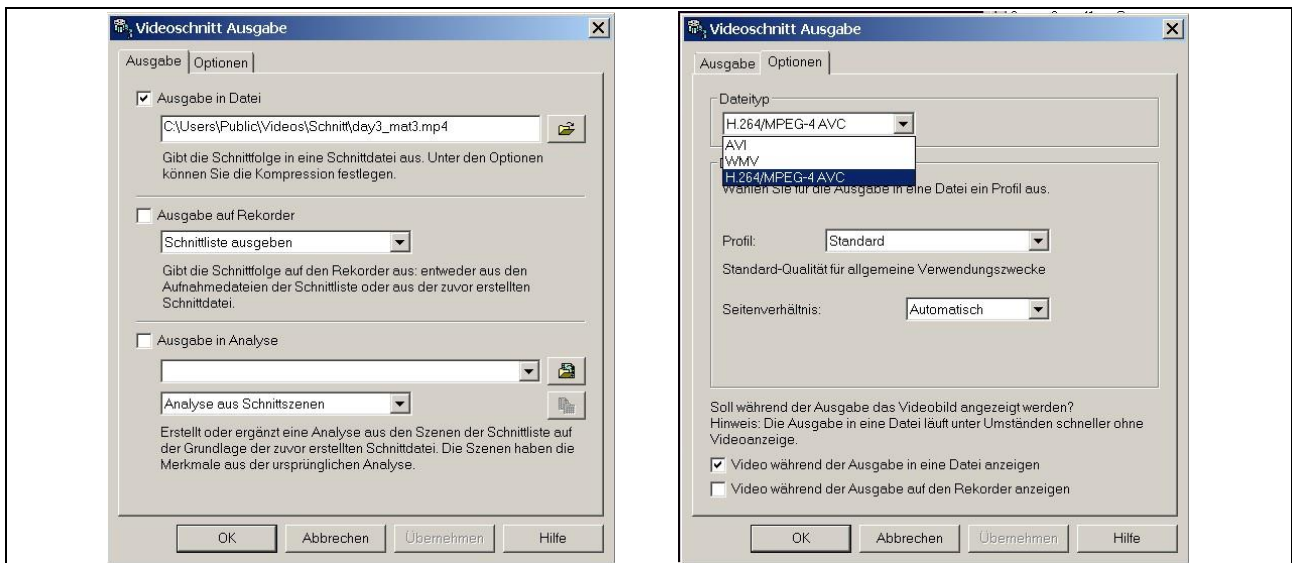 Videoschnitt Ausgabe
Ausgabe
Optionen
Ausgabe in Datei
C:\Users\Public\Videos\Schnitt\day3_mat3.mp4
Gibt die Schnittfolge in eine Schnittdatei aus. Unter den Optionen
können Sie die Kompression festlegen.
Ausgabe auf Rekorder
Schnittliste ausgeben
Gibt die Schnittfolge auf den Rekorder aus: entweder aus den
Aufnahmedateien der Schnittliste oder aus der zuvor erstellten
Schnittdatei.
Ausgabe in Analyse
Analyse aus Schnittszenen
Erstellt oder ergänzt eine Analyse aus den Szenen der Schnittliste auf
der Grundlage der zuvor erstellten Schnittdatei. Die Szenen haben die
Merkmale aus der ursprünglichen Analyse.
OK
Abbrechen
Übernehmen
Hilfe
Videoschnitt Ausgabe
Ausgabe
Optionen
Dateityp
H.264/MPEG-4 AVC
AVI
WMV
H.264/MPEG-4 AVC
Wählen Sie für die Ausgabe in eine Datei ein Profil aus.
Profil:
Standard
Standard-Qualität für allgemeine Verwendungszwecke
Seitenverhältnis:
Automatisch
Soll während der Ausgabe das Videobild angezeigt werden?
Hinweis: Die Ausgabe in eine Datei läuft unter Umständen schneller ohne
Videoanzeige.
Video während der Ausgabe in eine Datei anzeigen
Video während der Ausgabe auf den Rekorder anzeigen
OK
Abbrechen
Übernehmen
Hilfe